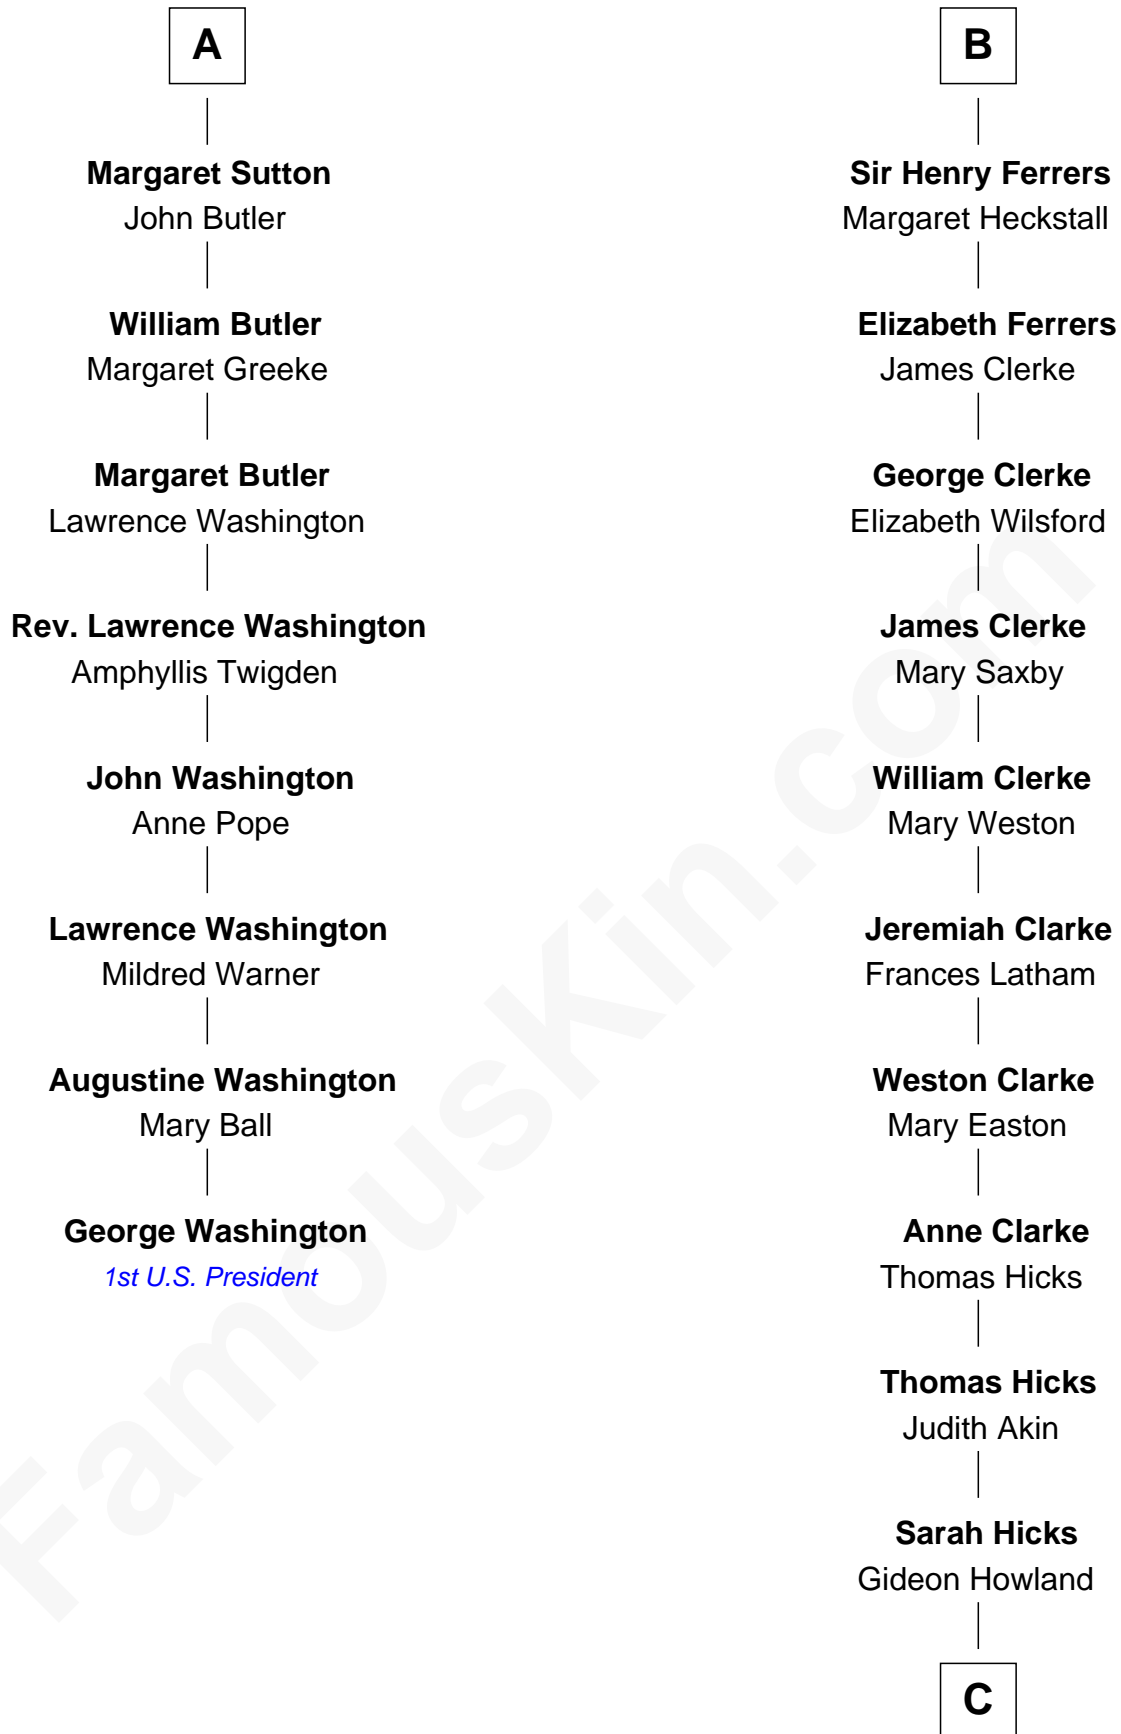 A
Margaret Sutton
John Butler
William Butler
Margaret Greeke
Margaret Butler
Lawrence Washington
Rev. Lawrence Washington
Amphyllis Twigden
John Washington
Anne Pope
Lawrence Washington
Mildred Warner
Augustine Washington
Mary Ball
George Washington
1st U.S. President
B
Sir Henry Ferrers
Margaret Heckstall
Elizabeth Ferrers
James Clerke
George Clerke
Elizabeth Wilsford
James Clerke
Mary Saxby
William Clerke
Mary Weston
Jeremiah Clarke
Frances Latham
Weston Clarke
Mary Easton
Anne Clarke
Thomas Hicks
Thomas Hicks
Judith Akin
Sarah Hicks
Gideon Howland
C
FamousKin.com